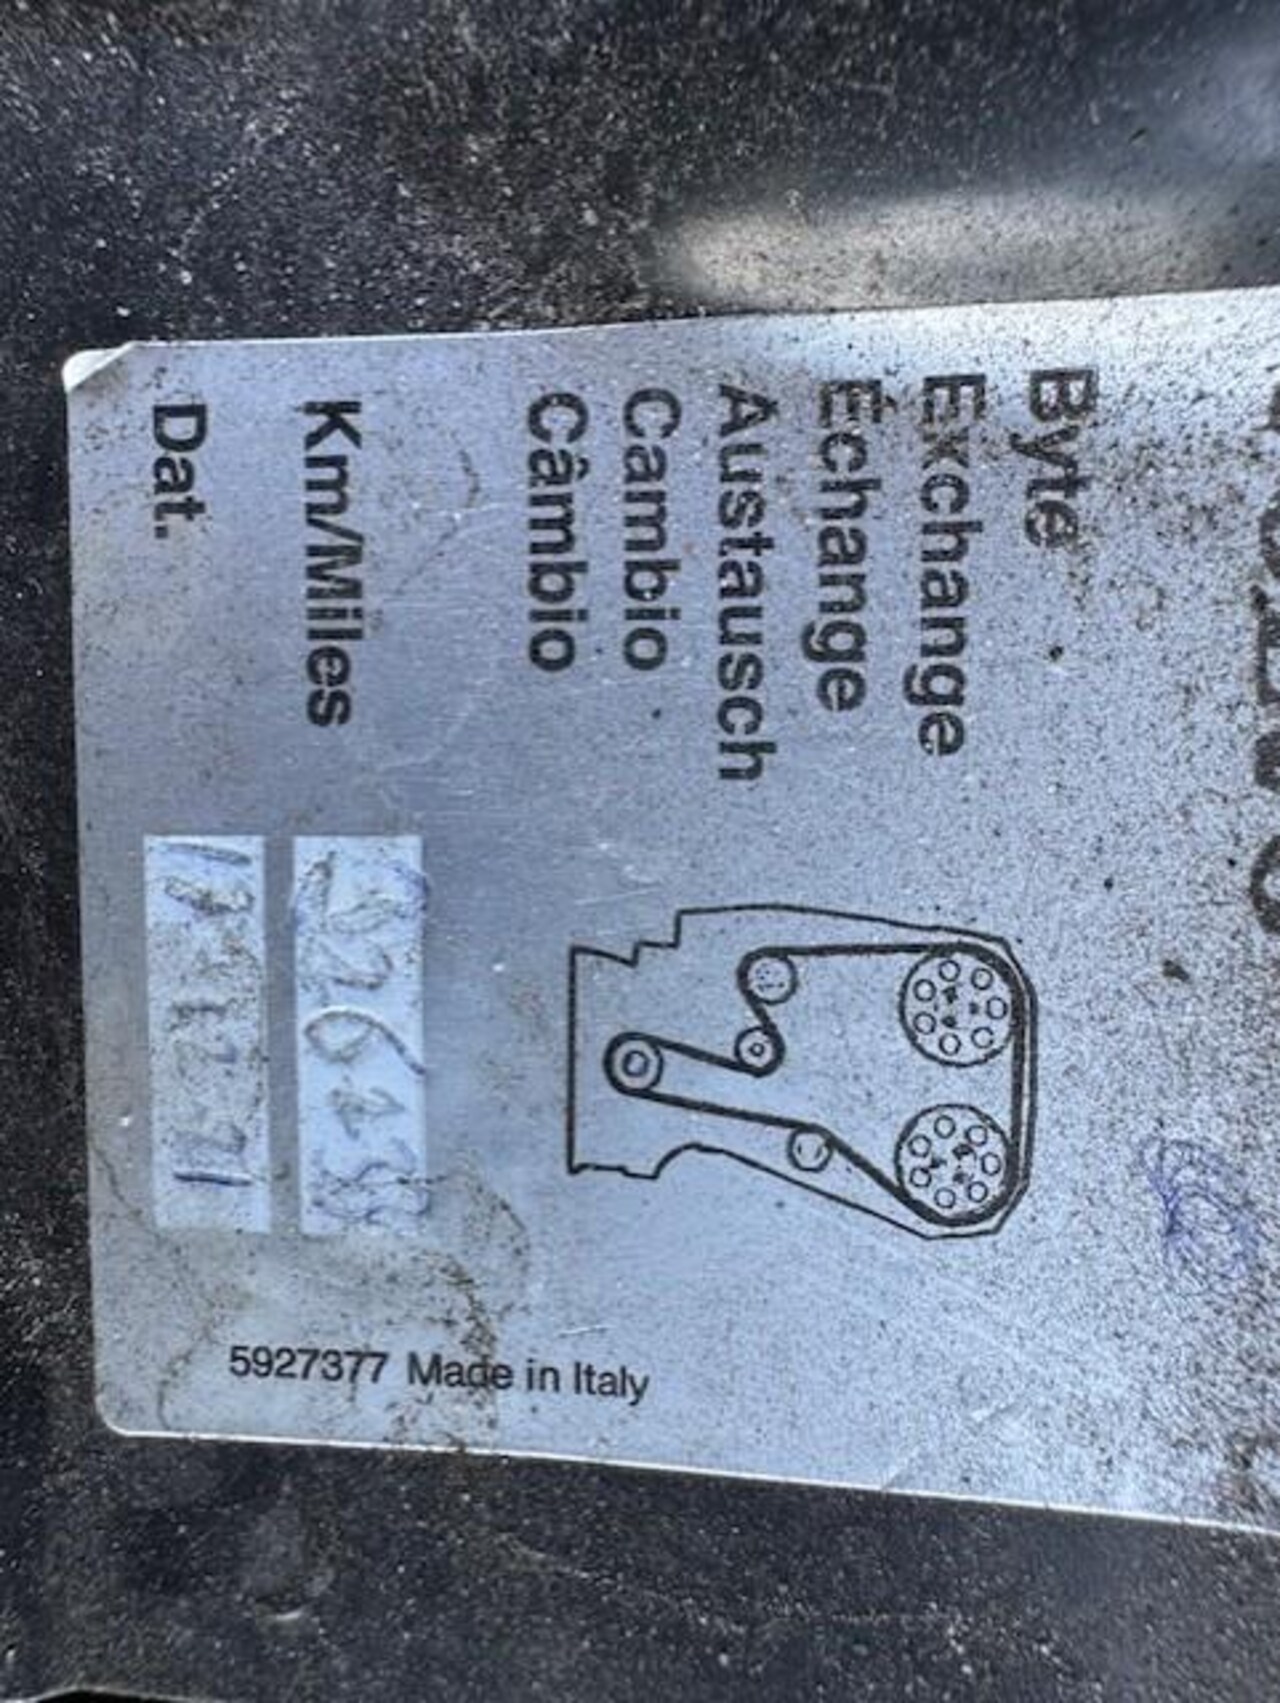 Byte
Exchange
Échange
Austausch
Cambio
Câmbio
Km/Miles
Dat.
5927377 Made in Italy